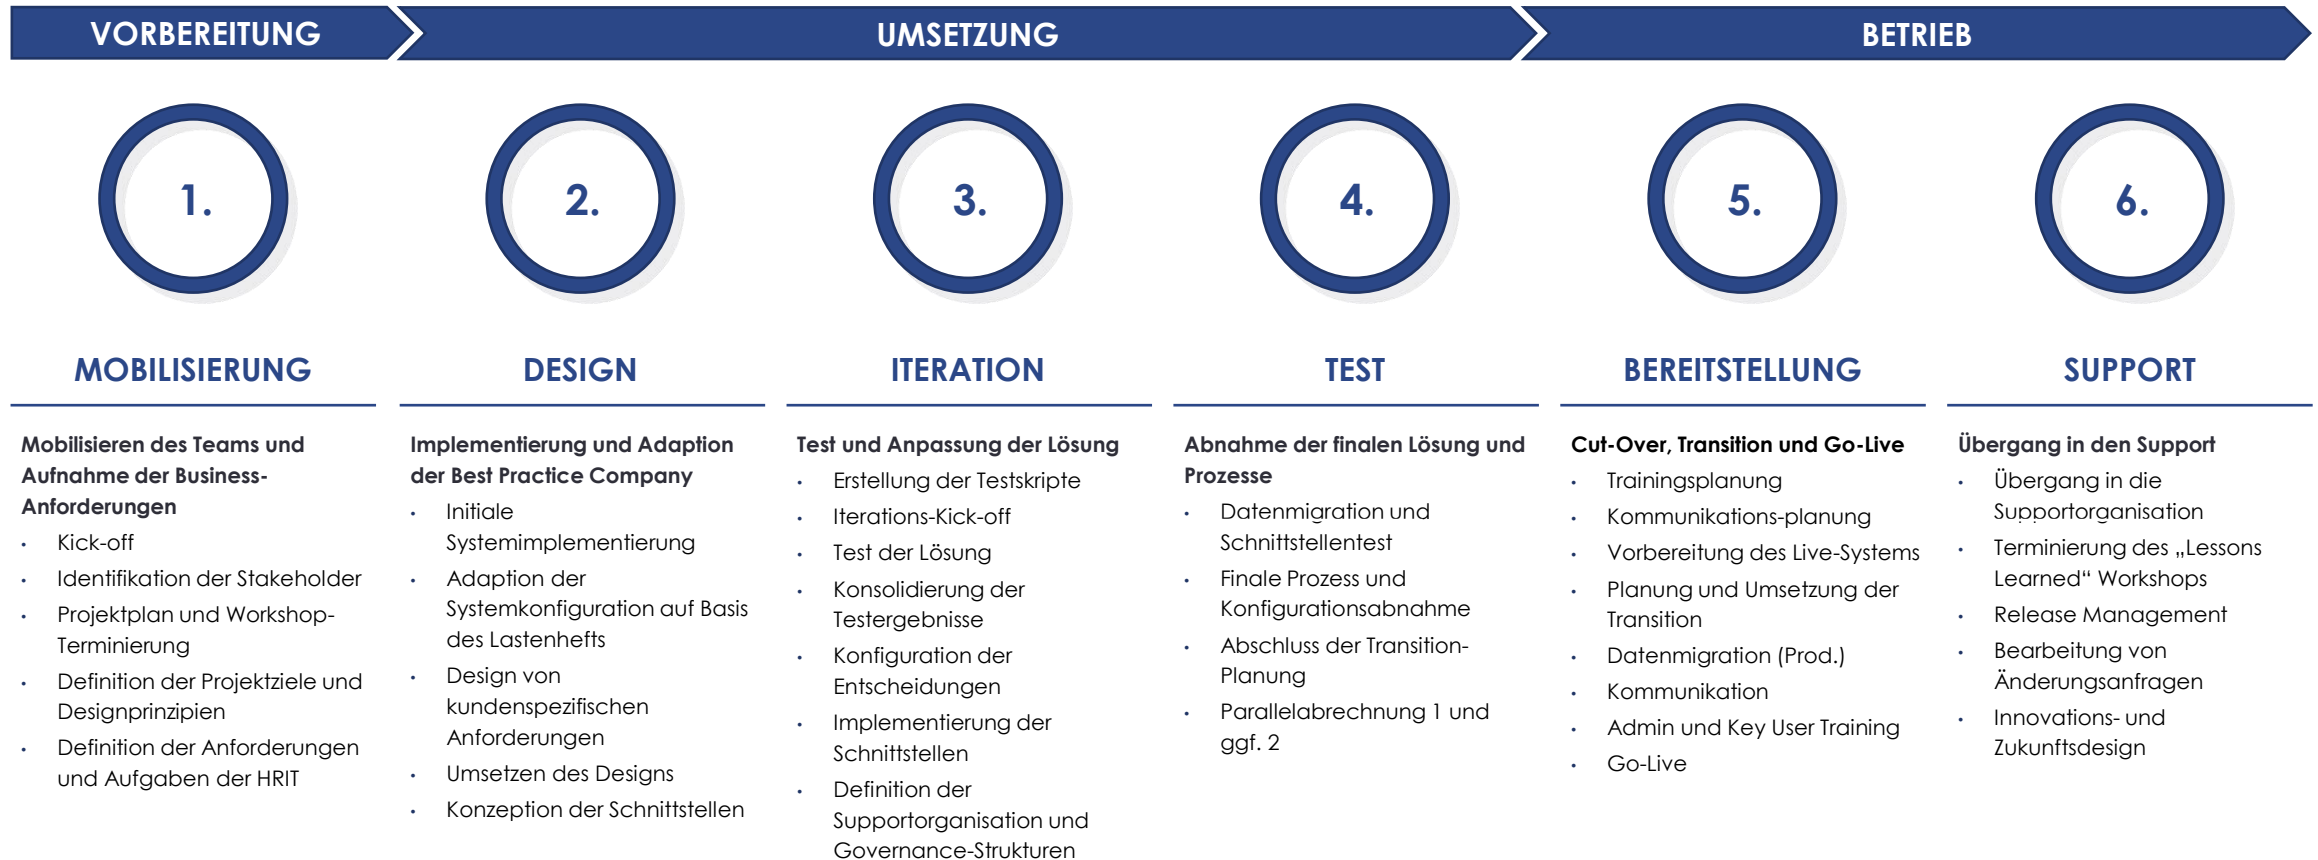 VORBEREITUNG
UMSETZUNG
BETRIEB
1.
2.
3.
4.
5.
6.
MOBILISIERUNG
DESIGN
ITERATION
TEST
BEREITSTELLUNG
SUPPORT
Mobilisieren des Teams und
Aufnahme der Business-
Anforderungen
• Kick-off
• Identifikation der Stakeholder
• Projektplan und Workshop-
Terminierung
• Definition der Projektziele und
Designprinzipien
• Definition der Anforderungen
und Aufgaben der HRIT
Implementierung und Adaption
der Best Practice Company
• Initiale
Systemimplementierung
• Adaption der
Systemkonfiguration auf Basis
des Lastenhefts
• Design von
kundenspezifischen
Anforderungen
• Umsetzen des Designs
• Konzeption der Schnittstellen
Test und Anpassung der Lösung
• Erstellung der Testskripte
• Iterations-Kick-off
• Test der Lösung
• Konsolidierung der
Testergebnisse
• Konfiguration der
Entscheidungen
• Implementierung der
Schnittstellen
• Definition der
Supportorganisation und
Governance-Strukturen
Abnahme der finalen Lösung und
Prozesse
• Datenmigration und
Schnittstellentest
• Finale Prozess und
Konfigurationsabnahme
• Abschluss der Transition-
Planung
• Parallelabrechnung 1 und
ggf. 2
Cut-Over, Transition und Go-Live
• Trainingsplanung
• Kommunikations-planung
• Vorbereitung des Live-Systems
• Planung und Umsetzung der
Transition
• Datenmigration (Prod.)
• Kommunikation
• Admin und Key User Training
• Go-Live
Übergang in den Support
• Übergang in die
Supportorganisation
• Terminierung des „Lessons
Learned“ Workshops
• Release Management
• Bearbeitung von
Änderungsanfragen
• Innovations- und
Zukunftsdesign